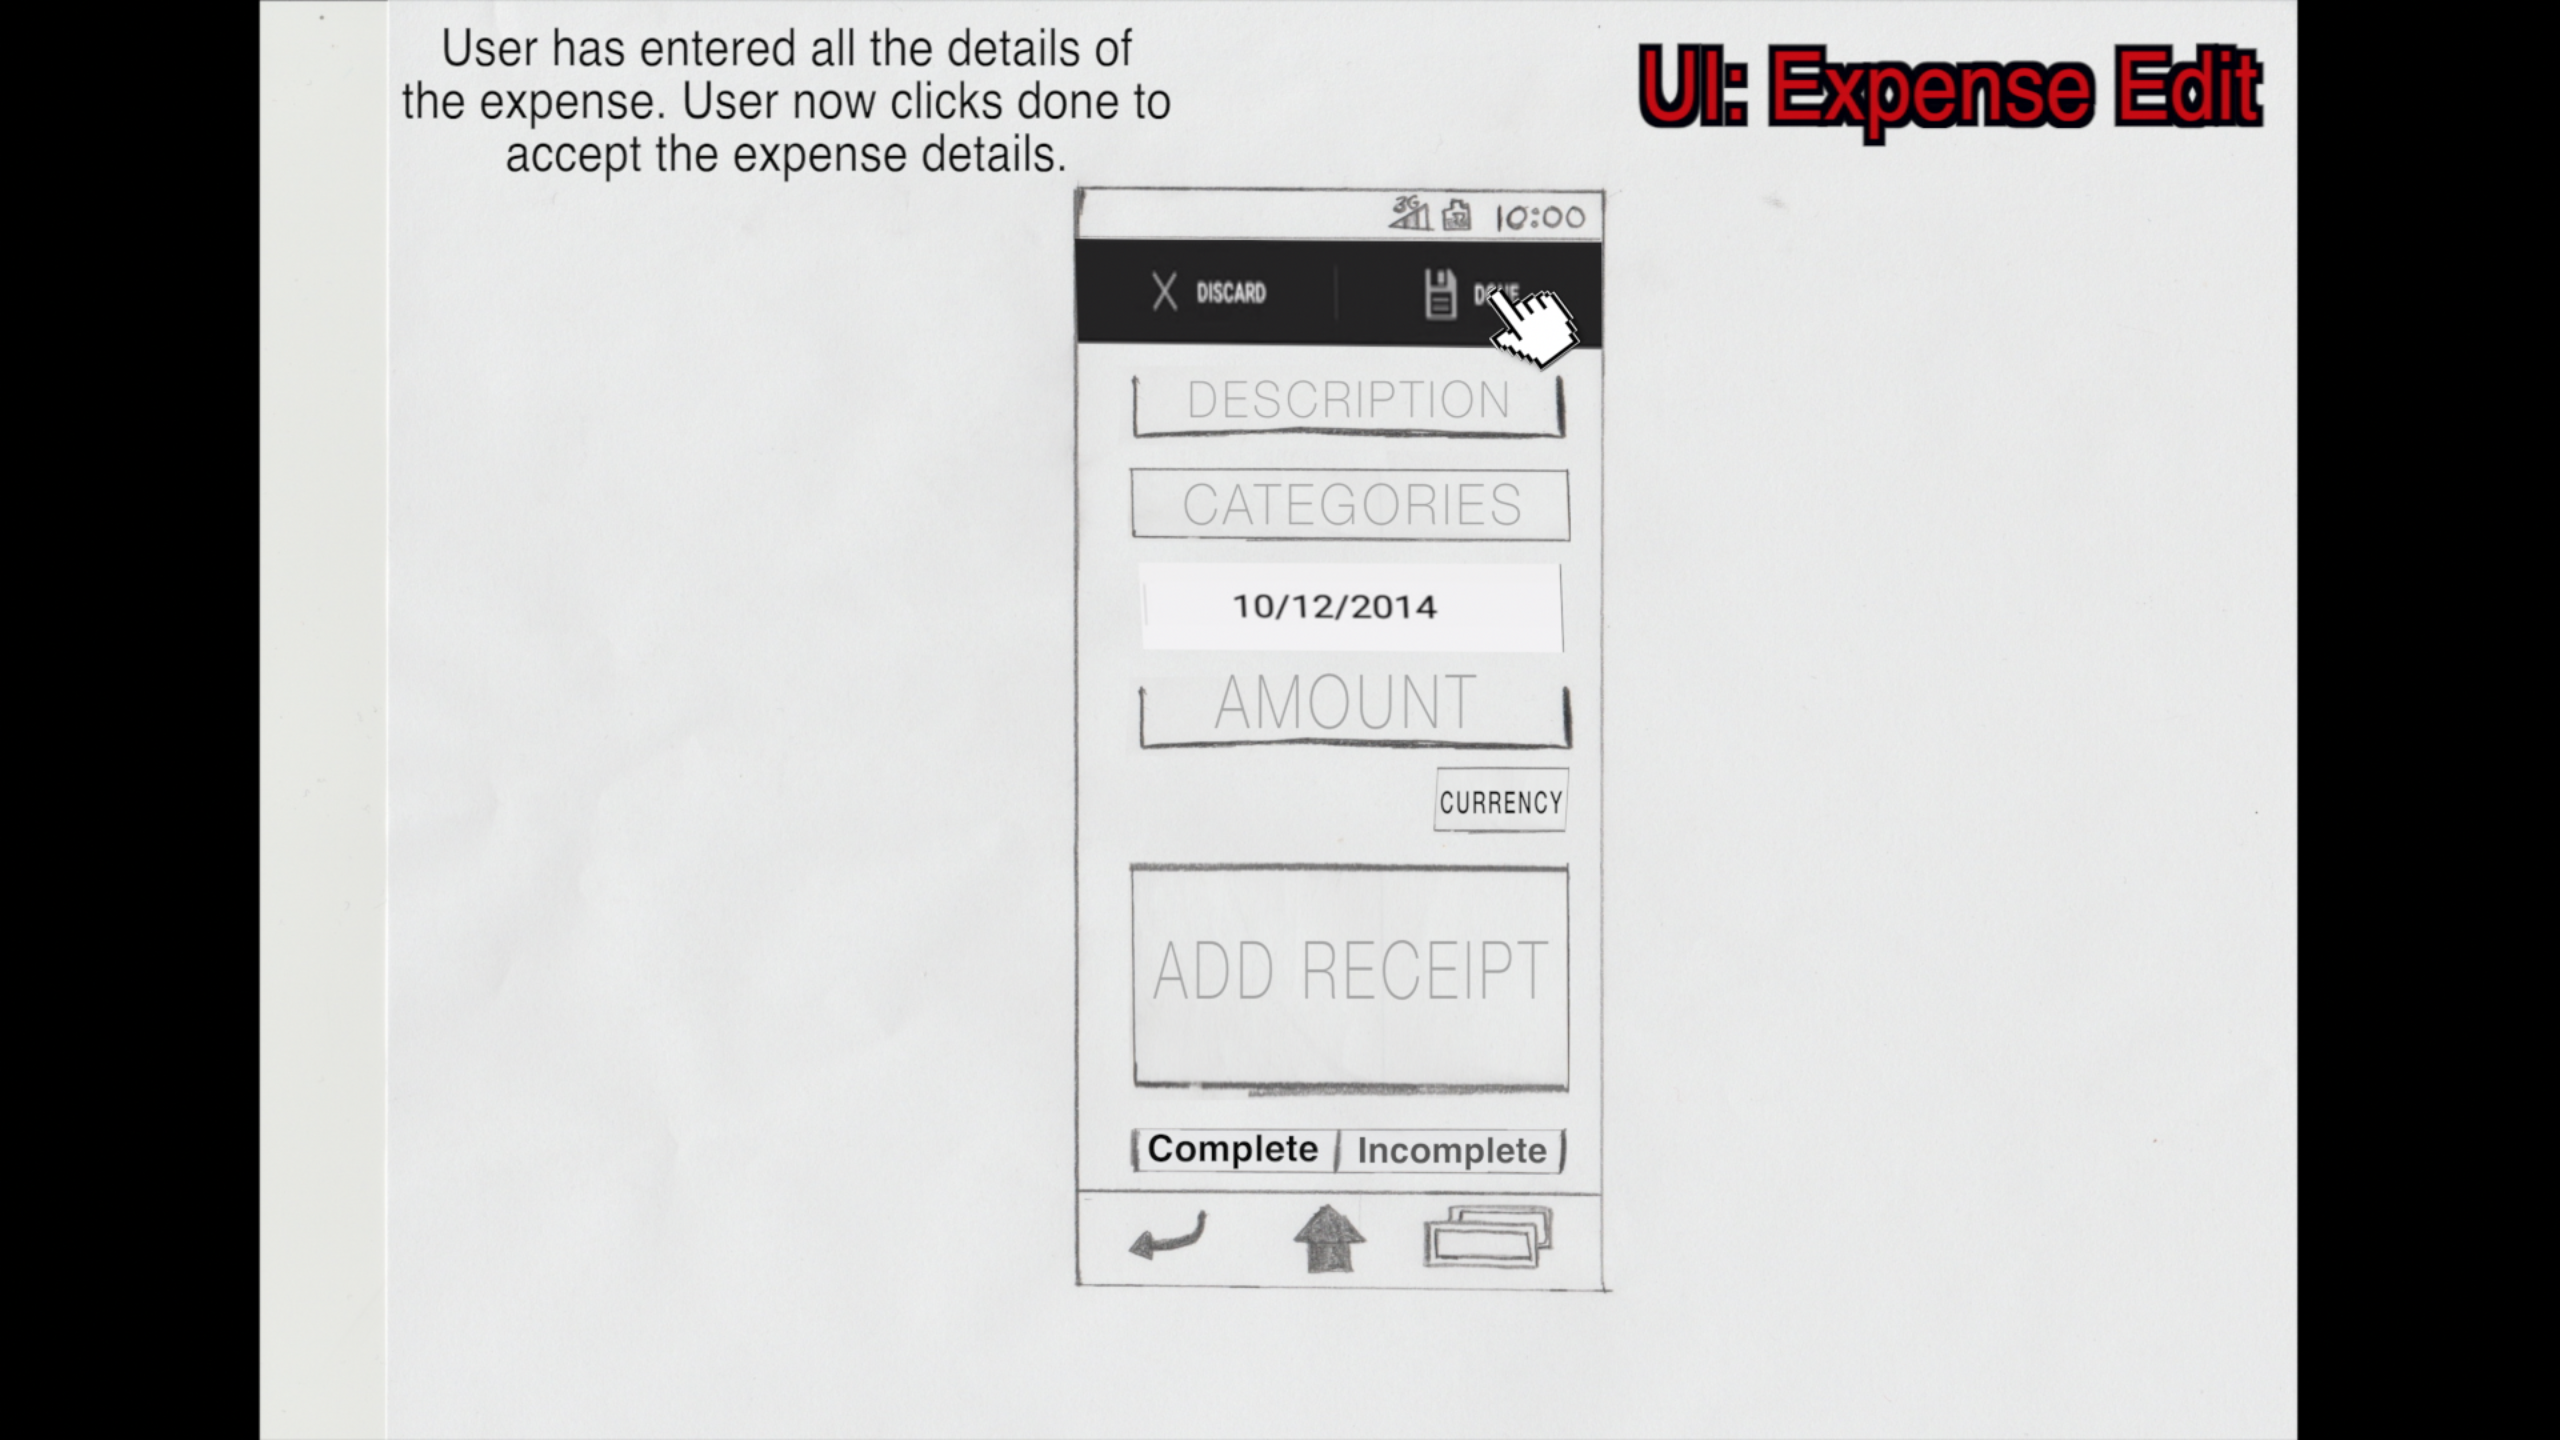 User has entered all the details of
the expense. User now clicks done to
accept the expense details.
UI: Expense Edit
3G 10:00
DISCARD DONE
DESCRIPTION
CATEGORIES
10/12/2014
AMOUNT
CURRENCY
ADD RECEIPT
Complete Incomplete